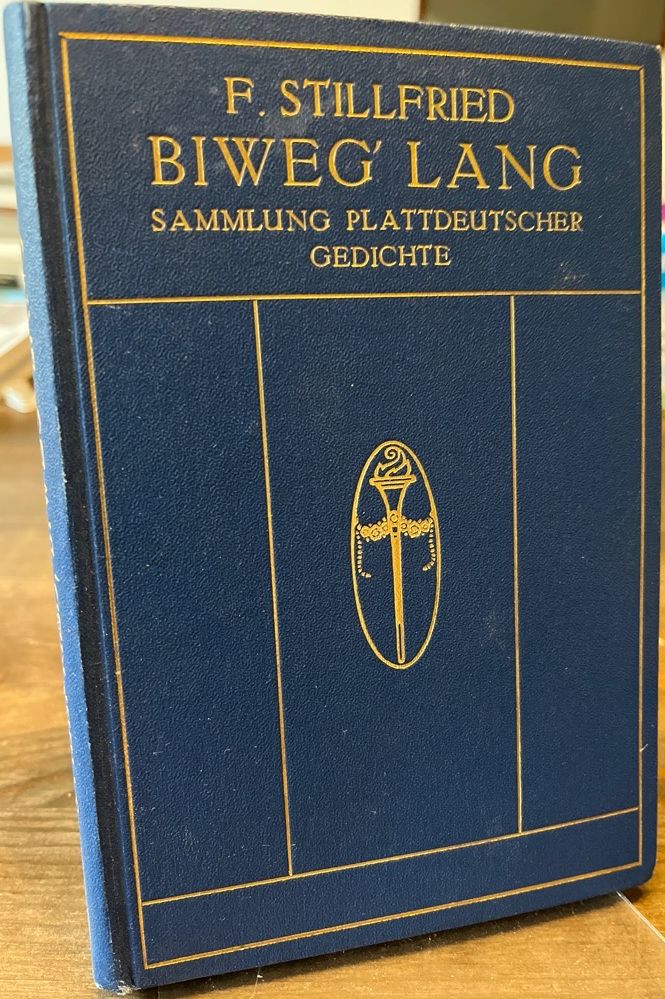 F. STILLFRIED
BIWEG' LANG
SAMMLUNG PLATTDEUTSCHER
GEDICHTE